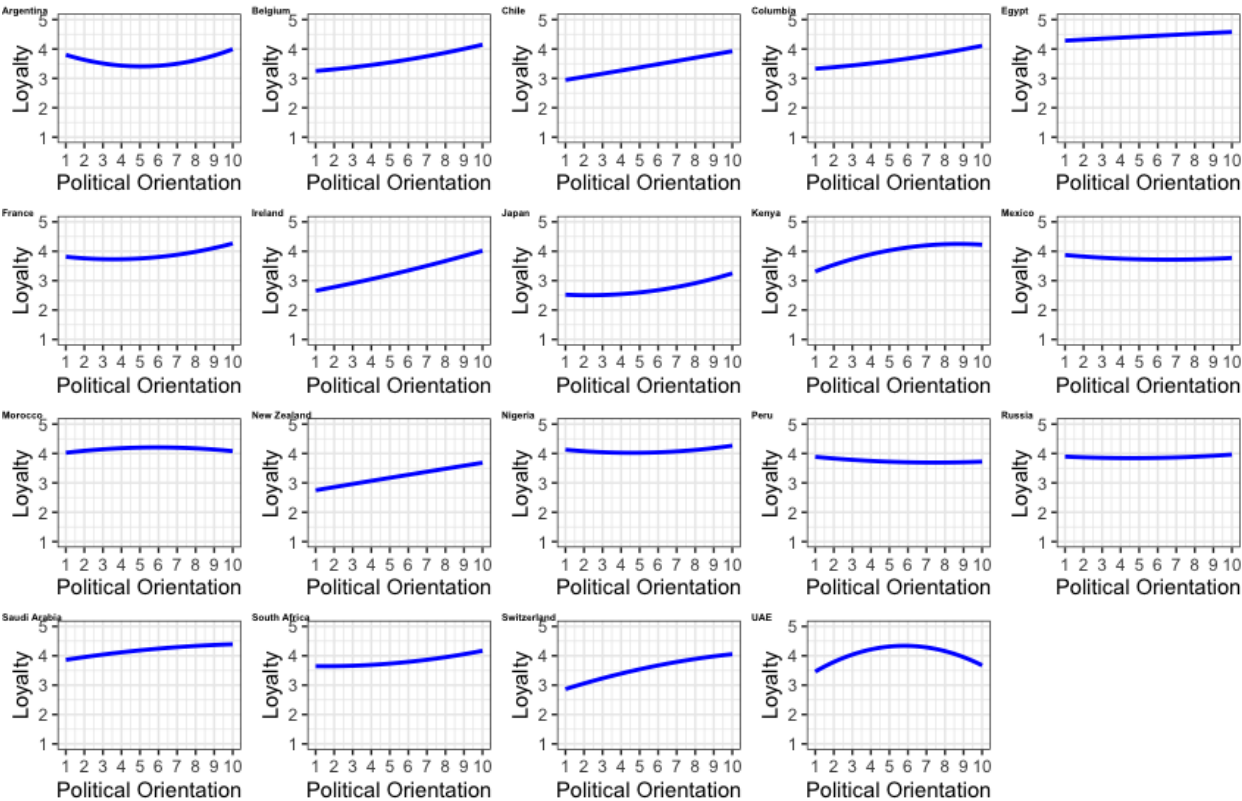 Argentina Belgium Chile Columbia Egypt
5 5 5 5 5
4 4 4 4 4
3 3 3 3 3
2 2 2 2 2
1 1 1 1 1
Loyalty Loyalty Loyalty Loyalty Loyalty
1 2 3 4 5 6 7 8 9 10 1 2 3 4 5 6 7 8 9 10 1 2 3 4 5 6 7 8 9 10 1 2 3 4 5 6 7 8 9 10 1 2 3 4 5 6 7 8 9 10
Political Orientation Political Orientation Political Orientation Political Orientation Political Orientation
France Ireland Japan Kenya Mexico
5 5 5 5 5
4 4 4 4 4
3 3 3 3 3
2 2 2 2 2
1 1 1 1 1
Loyalty Loyalty Loyalty Loyalty Loyalty
1 2 3 4 5 6 7 8 9 10 1 2 3 4 5 6 7 8 9 10 1 2 3 4 5 6 7 8 9 10 1 2 3 4 5 6 7 8 9 10 1 2 3 4 5 6 7 8 9 10
Political Orientation Political Orientation Political Orientation Political Orientation Political Orientation
Morocco New Zealand Nigeria Peru Russia
5 5 5 5 5
4 4 4 4 4
3 3 3 3 3
2 2 2 2 2
1 1 1 1 1
Loyalty Loyalty Loyalty Loyalty Loyalty
1 2 3 4 5 6 7 8 9 10 1 2 3 4 5 6 7 8 9 10 1 2 3 4 5 6 7 8 9 10 1 2 3 4 5 6 7 8 9 10 1 2 3 4 5 6 7 8 9 10
Political Orientation Political Orientation Political Orientation Political Orientation Political Orientation
Saudi Arabia South Africa Switzerland UAE
5 5 5 5
4 4 4 4
3 3 3 3
2 2 2 2
1 1 1 1
Loyalty Loyalty Loyalty Loyalty
1 2 3 4 5 6 7 8 9 10 1 2 3 4 5 6 7 8 9 10 1 2 3 4 5 6 7 8 9 10 1 2 3 4 5 6 7 8 9 10
Political Orientation Political Orientation Political Orientation Political Orientation